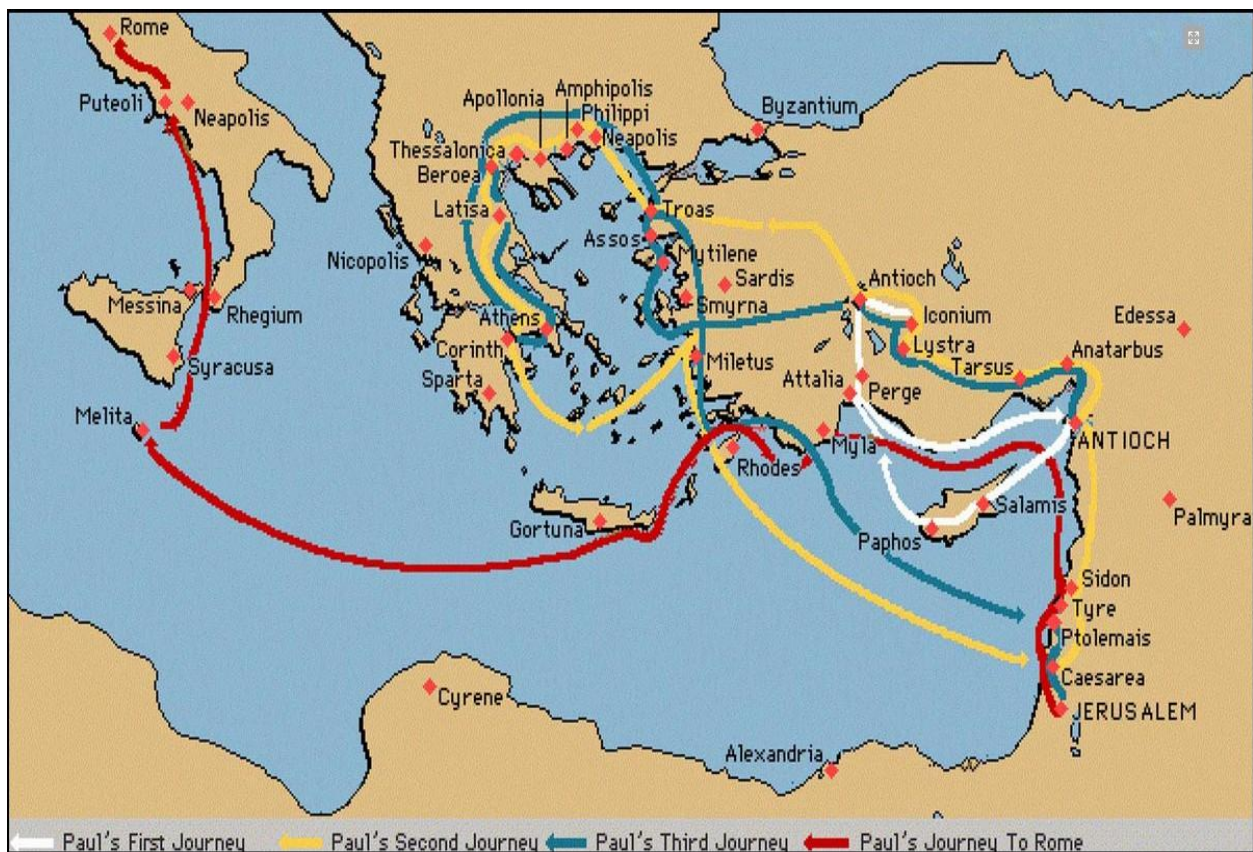 Rome
Puteoli
Neapolis
Apollonia
Amphipolis
Philippi
Neapolis
Byzantium
Thessalonica
Beroea
Latisa
Troas
Assos
Mytilene
Nicopolis
Sardis
Smyrna
Antioch
Messina
Rhegium
Athens
Iconium
Edessa
Corinth
Lystra
Syracusa
Miletus
Tarsus
Anatarbus
Sparta
Attalia
Perge
Melita
Myla
ANTIOCH
Rhodes
Gortuna
Salamis
Palmyra
Paphos
Sidon
Tyre
Ptolemais
Caesarea
Cyrene
JERUSALEM
Alexandria
Paul's First Journey
Paul's Second Journey
Paul's Third Journey
Paul's Journey To Rome